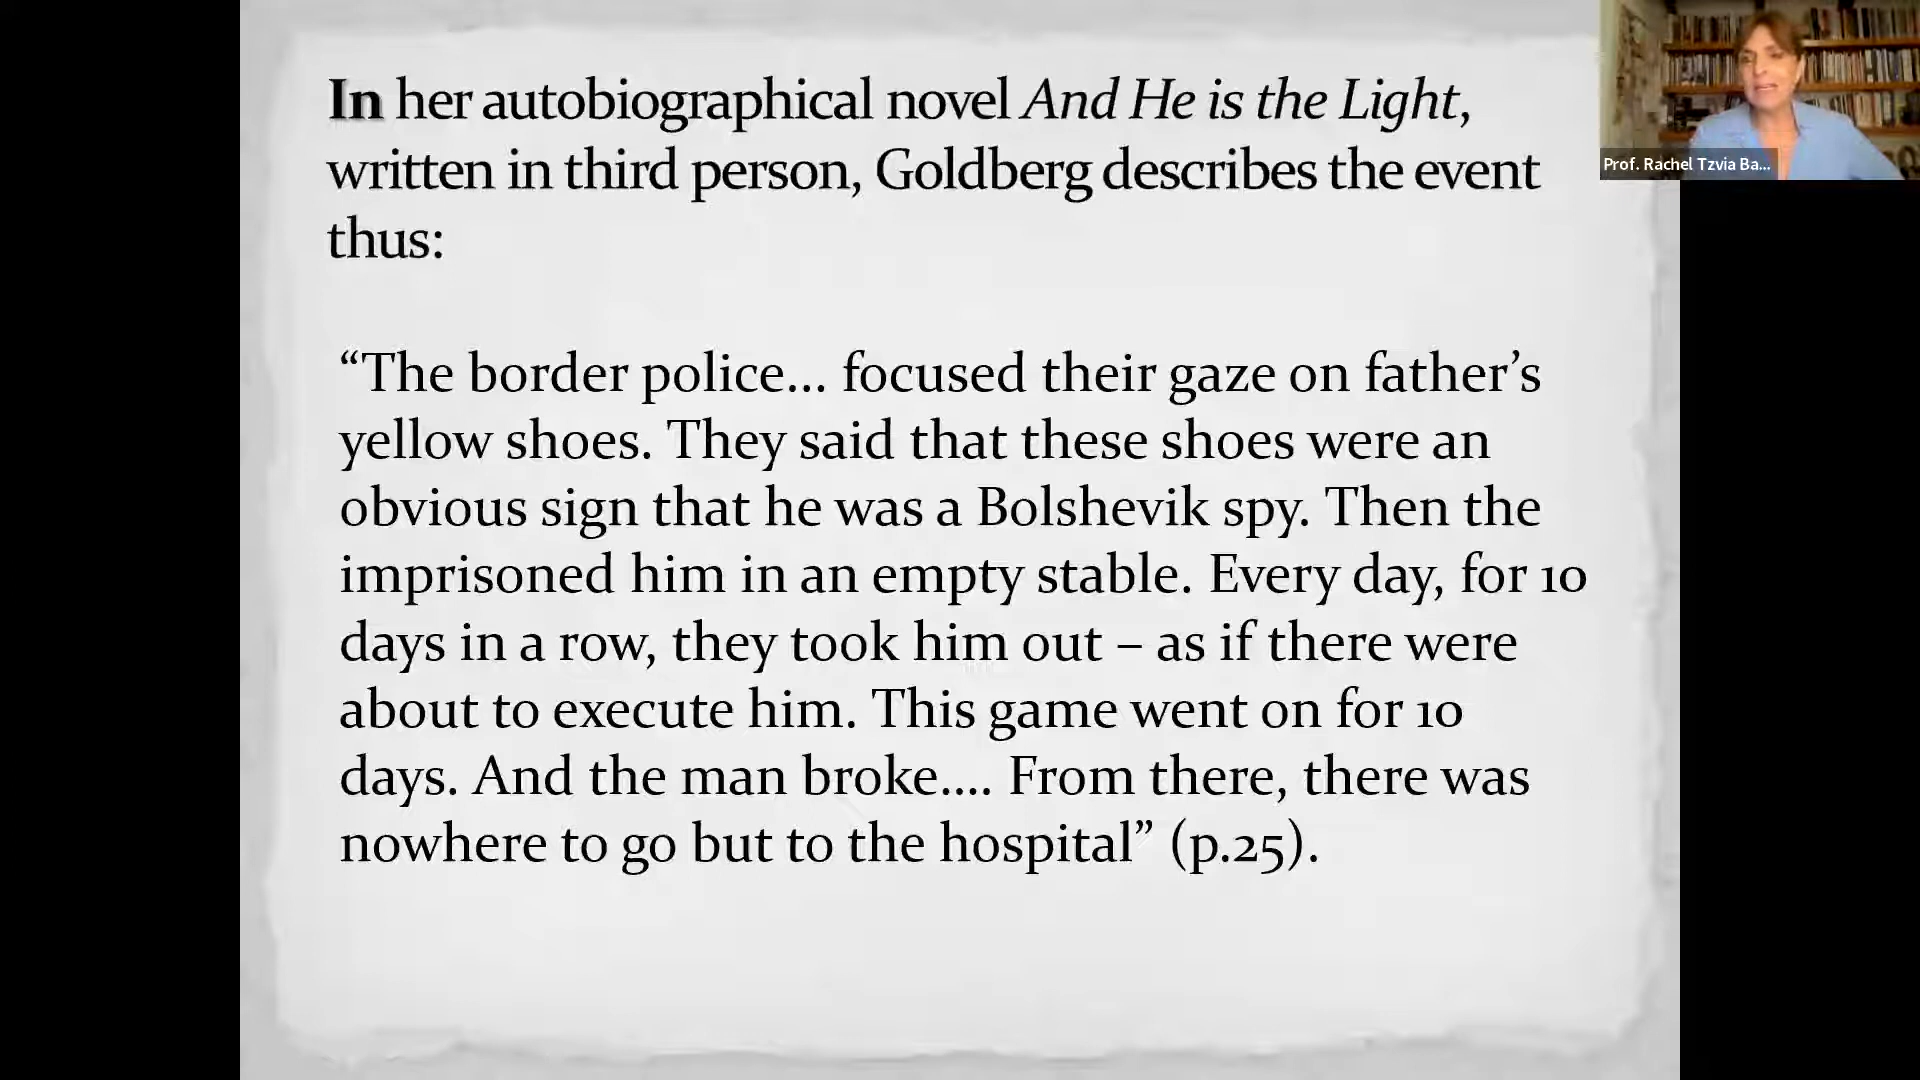 In her autobiographical novel And He is the Light,
written in third person, Goldberg describes the event
thus:
“The border police… focused their gaze on father’s
yellow shoes. They said that these shoes were an
obvious sign that he was a Bolshevik spy. Then the
imprisoned him in an empty stable. Every day, for 10
days in a row, they took him out – as if there were
about to execute him. This game went on for 10
days. And the man broke…. From there, there was
nowhere to go but to the hospital” (p.25).
Prof. Rachel Tzvia Ba...